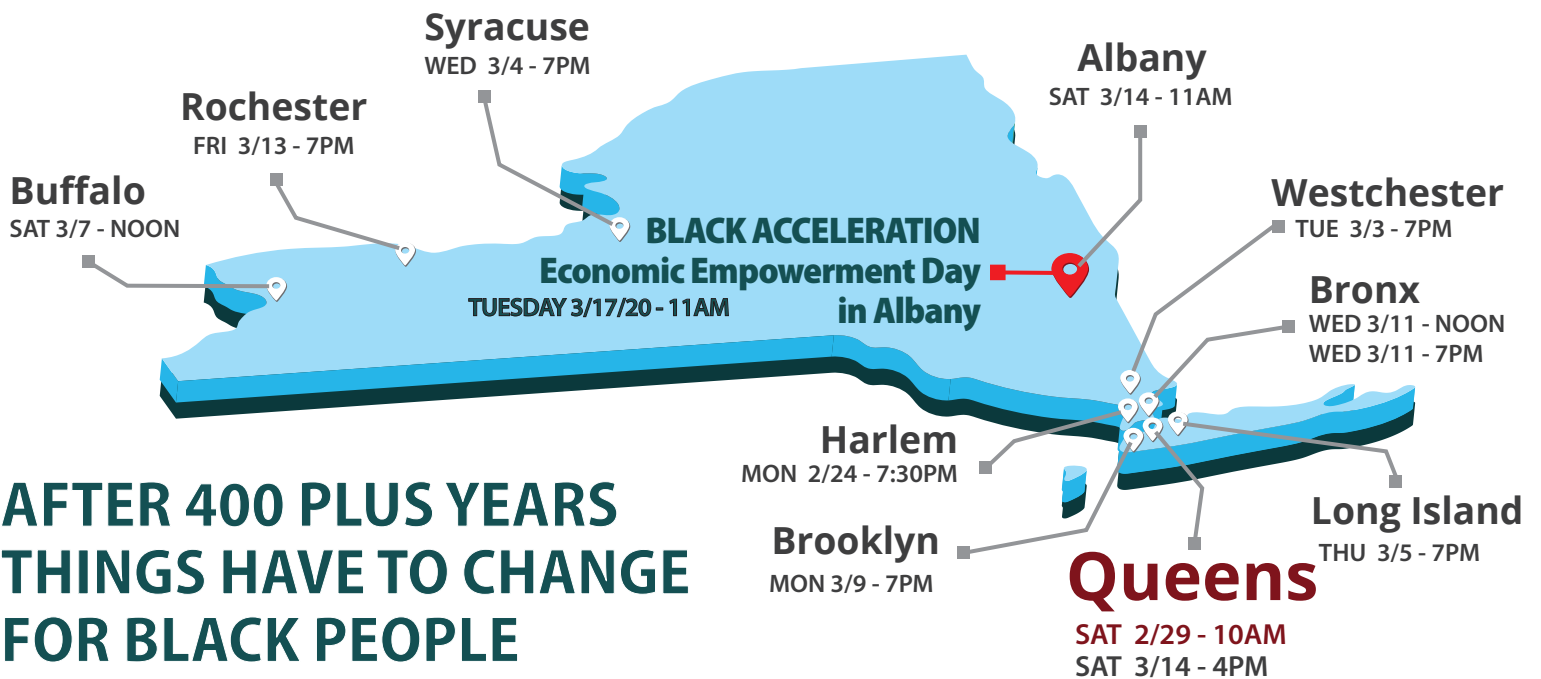 Syracuse
WED 3/4 - 7PM
Albany
SAT 3/14 - 11AM
Rochester
FRI 3/13 - 7PM
Buffalo
SAT 3/7 - NOON
Westchester
TUE 3/3 - 7PM
BLACK ACCELERATION
Economic Empowerment Day
in Albany
TUESDAY 3/17/20 - 11AM
Bronx
WED 3/11 - NOON
WED 3/11 - 7PM
Harlem
MON 2/24 - 7:30PM
Brooklyn
MON 3/9 - 7PM
Long Island
THU 3/5 - 7PM
Queens
SAT 2/29 - 10AM
SAT 3/14 - 4PM
AFTER 400 PLUS YEARS
THINGS HAVE TO CHANGE
FOR BLACK PEOPLE